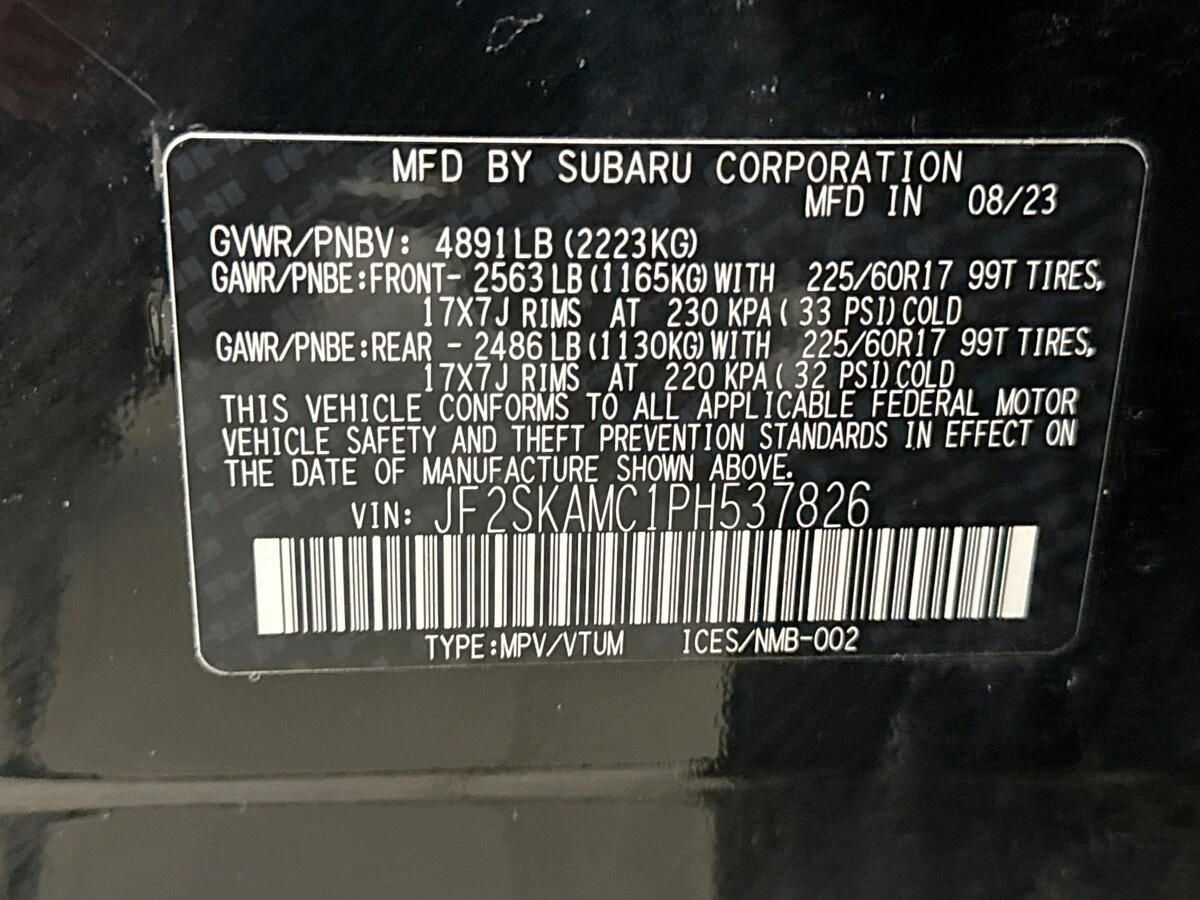 MFD BY SUBARU CORPORATION
MFD IN 08/23
GVWR/PNBV: 4891LB (2223KG)
GAWR/PNBE:FRONT- 2563 LB (1165KG) WITH 225/60R17 99T TIRES,
17X7J RIMS AT 230 KPA ( 33 PSI) COLD
GAWR/PNBE:REAR - 2486 LB (1130KG) WITH 225/60R17 99T TIRES,
17X7J RIMS AT 220 KPA ( 32 PSI) COLD
THIS VEHICLE CONFORMS TO ALL APPLICABLE FEDERAL MOTOR
VEHICLE SAFETY AND THEFT PREVENTION STANDARDS IN EFFECT ON
THE DATE OF MANUFACTURE SHOWN ABOVE.
VIN: JF2SKAMC1PH537826
TYPE:MPV/VTUM ICES/NMB-002